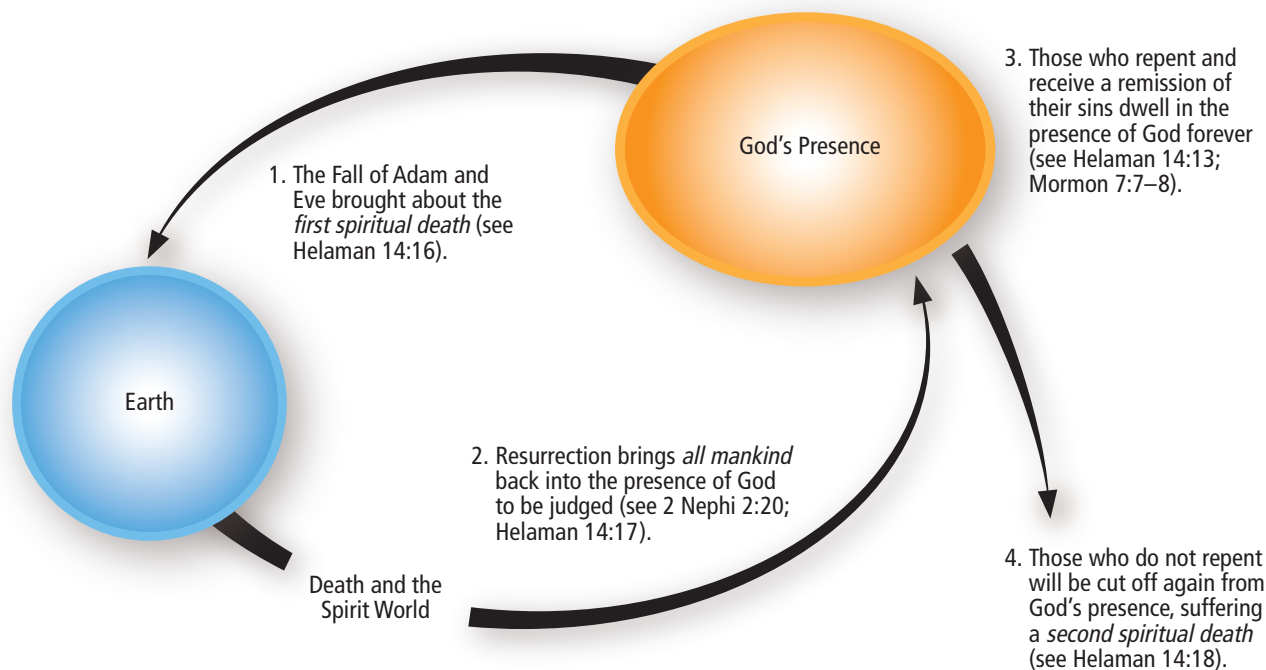 God's Presence
1. The Fall of Adam and
Eve brought about the
first spiritual death (see
Helaman 14:16).
Earth
Death and the
Spirit World
2. Resurrection brings all mankind
back into the presence of God
to be judged (see 2 Nephi 2:20;
Helaman 14:17).
3. Those who repent and
receive a remission of
their sins dwell in the
presence of God forever
(see Helaman 14:13;
Mormon 7:7–8).
4. Those who do not repent
will be cut off again from
God's presence, suffering
a second spiritual death
(see Helaman 14:18).